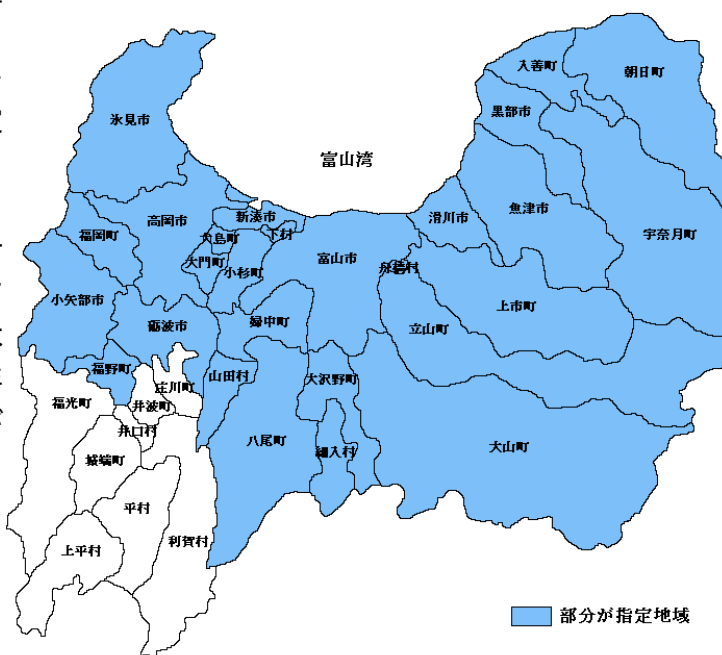 入善町
朝日町
黒部市
氷見市
富山湾
魚津市
滑川市
新湊市
高岡市
下村
宇奈月町
福岡町
大島町
富山市
大門町
小杉町
舟橋村
小矢部市
上市町
婦中町
砺波市
立山町
福野町
山田村
大沢野町
庄川町
福光町
井波町
井口村
八尾町
細入村
大山町
城端町
平村
利賀村
上平村
部分が指定地域